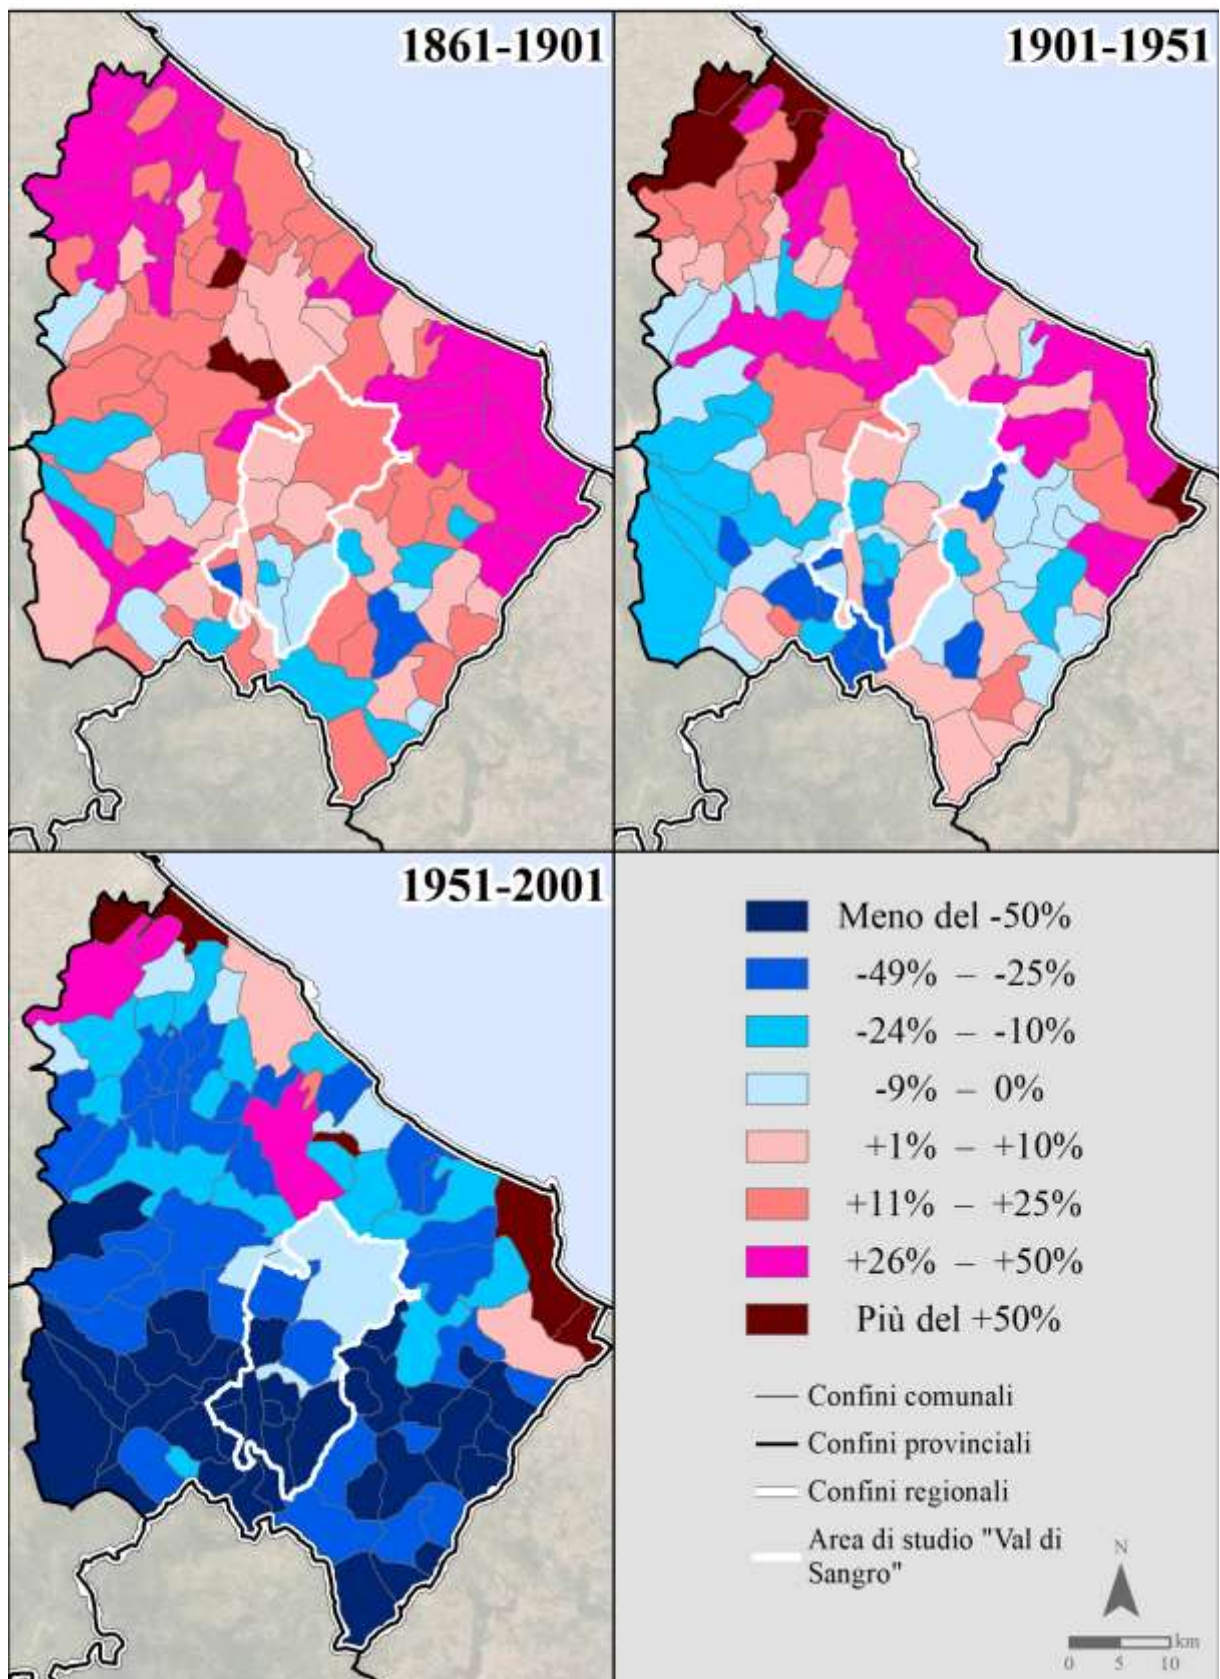 1861-1901
1901-1951
1951-2001
Meno del -50%
-49% – -25%
-24% – -10%
-9% – 0%
+1% – +10%
+11% – +25%
+26% – +50%
Più del +50%
Confini comunali
Confini provinciali
Confini regionali
Area di studio "Val di
Sangro"
N
km
0 5 10